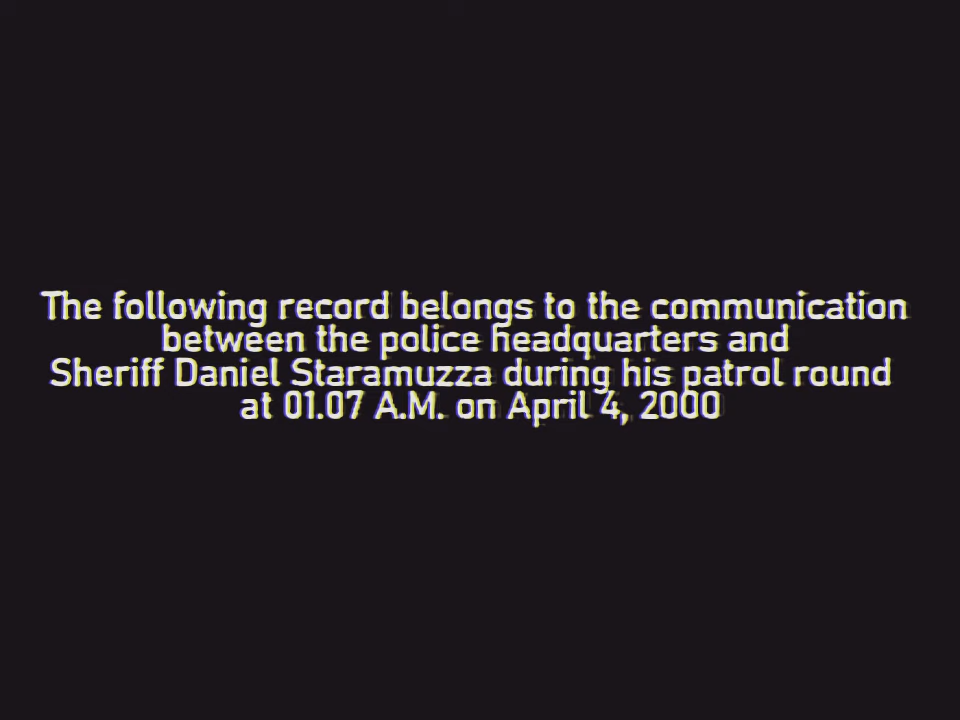 The following record belongs to the communication
between the police headquarters and
Sheriff Daniel Staramuzza during his patrol round
at 01.07 A.M. on April 4, 2000